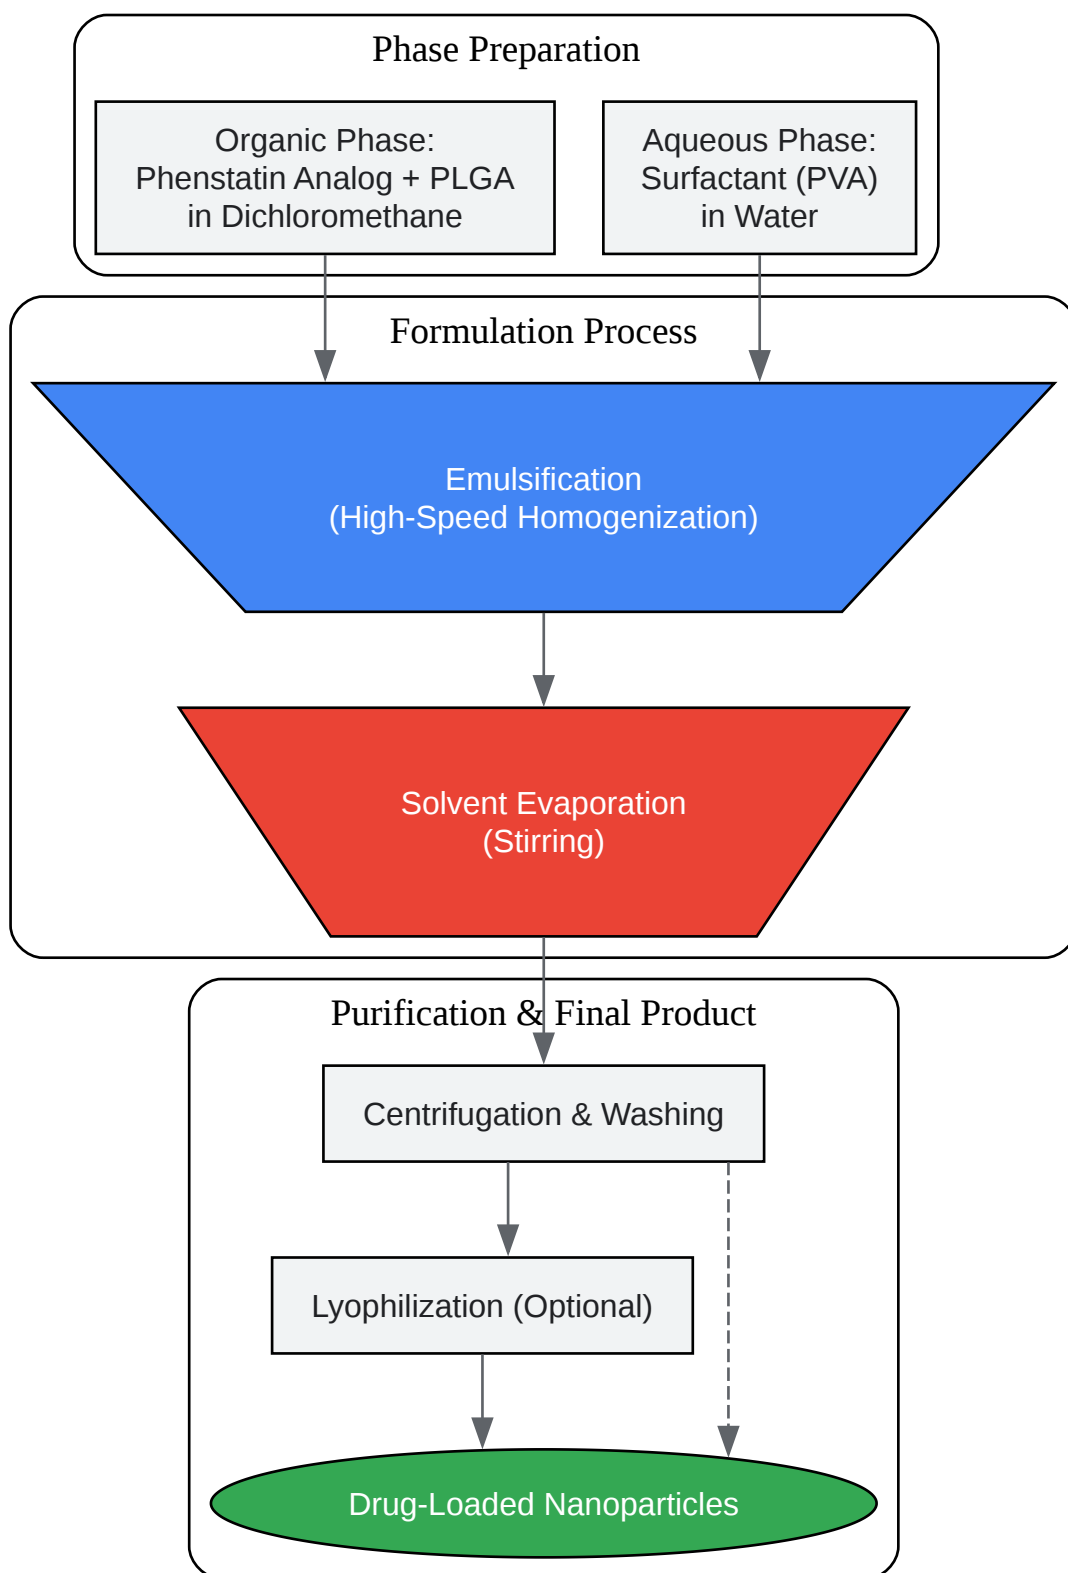 Phase Preparation
Organic Phase:
Phenstatin Analog + PLGA
in Dichloromethane
Aqueous Phase:
Surfactant (PVA)
in Water
Formulation Process
Emulsification
(High-Speed Homogenization)
Solvent Evaporation
(Stirring)
Purification & Final Product
Centrifugation & Washing
Lyophilization (Optional)
Drug-Loaded Nanoparticles